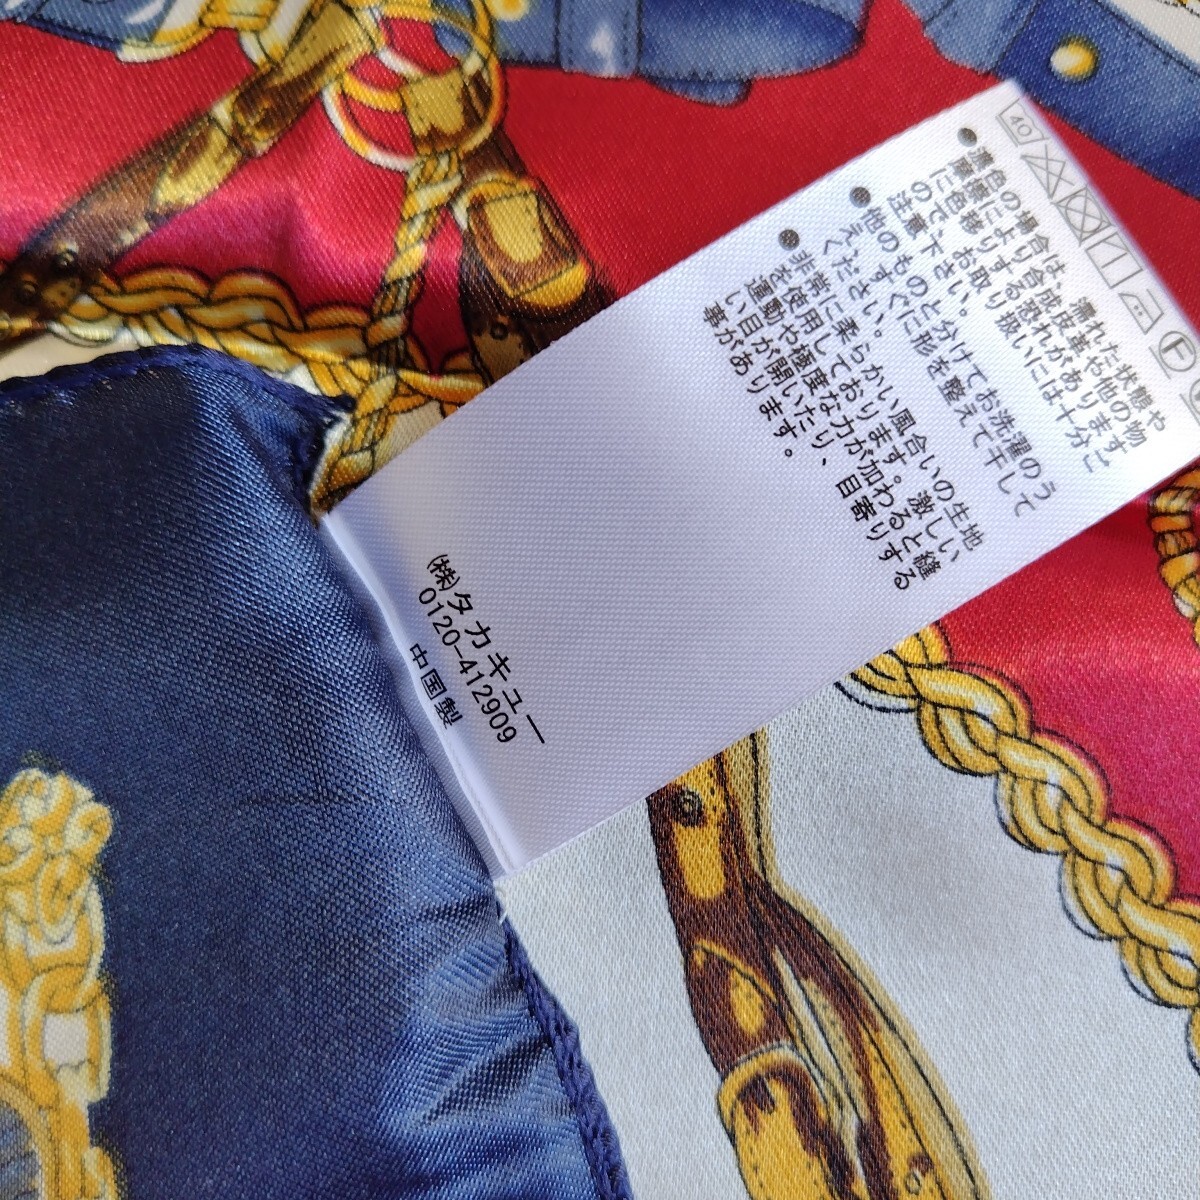 40
F
●濃色の場合は、濡れた状態や
摩擦により合成皮革や他の物
に色移りする恐れがあります
ので、お取り扱いには十分ご
注意下さい。
●他のものと分けてお洗濯のう
え、すぐに形を整えて干して
ください。
●非常に柔らかい風合いの生地
を使用しております。激しい
運動や極度な力が加わると縫
い目が開いたり、目寄りする
事があります。
㈱タカキュー
0120-412909
中国製